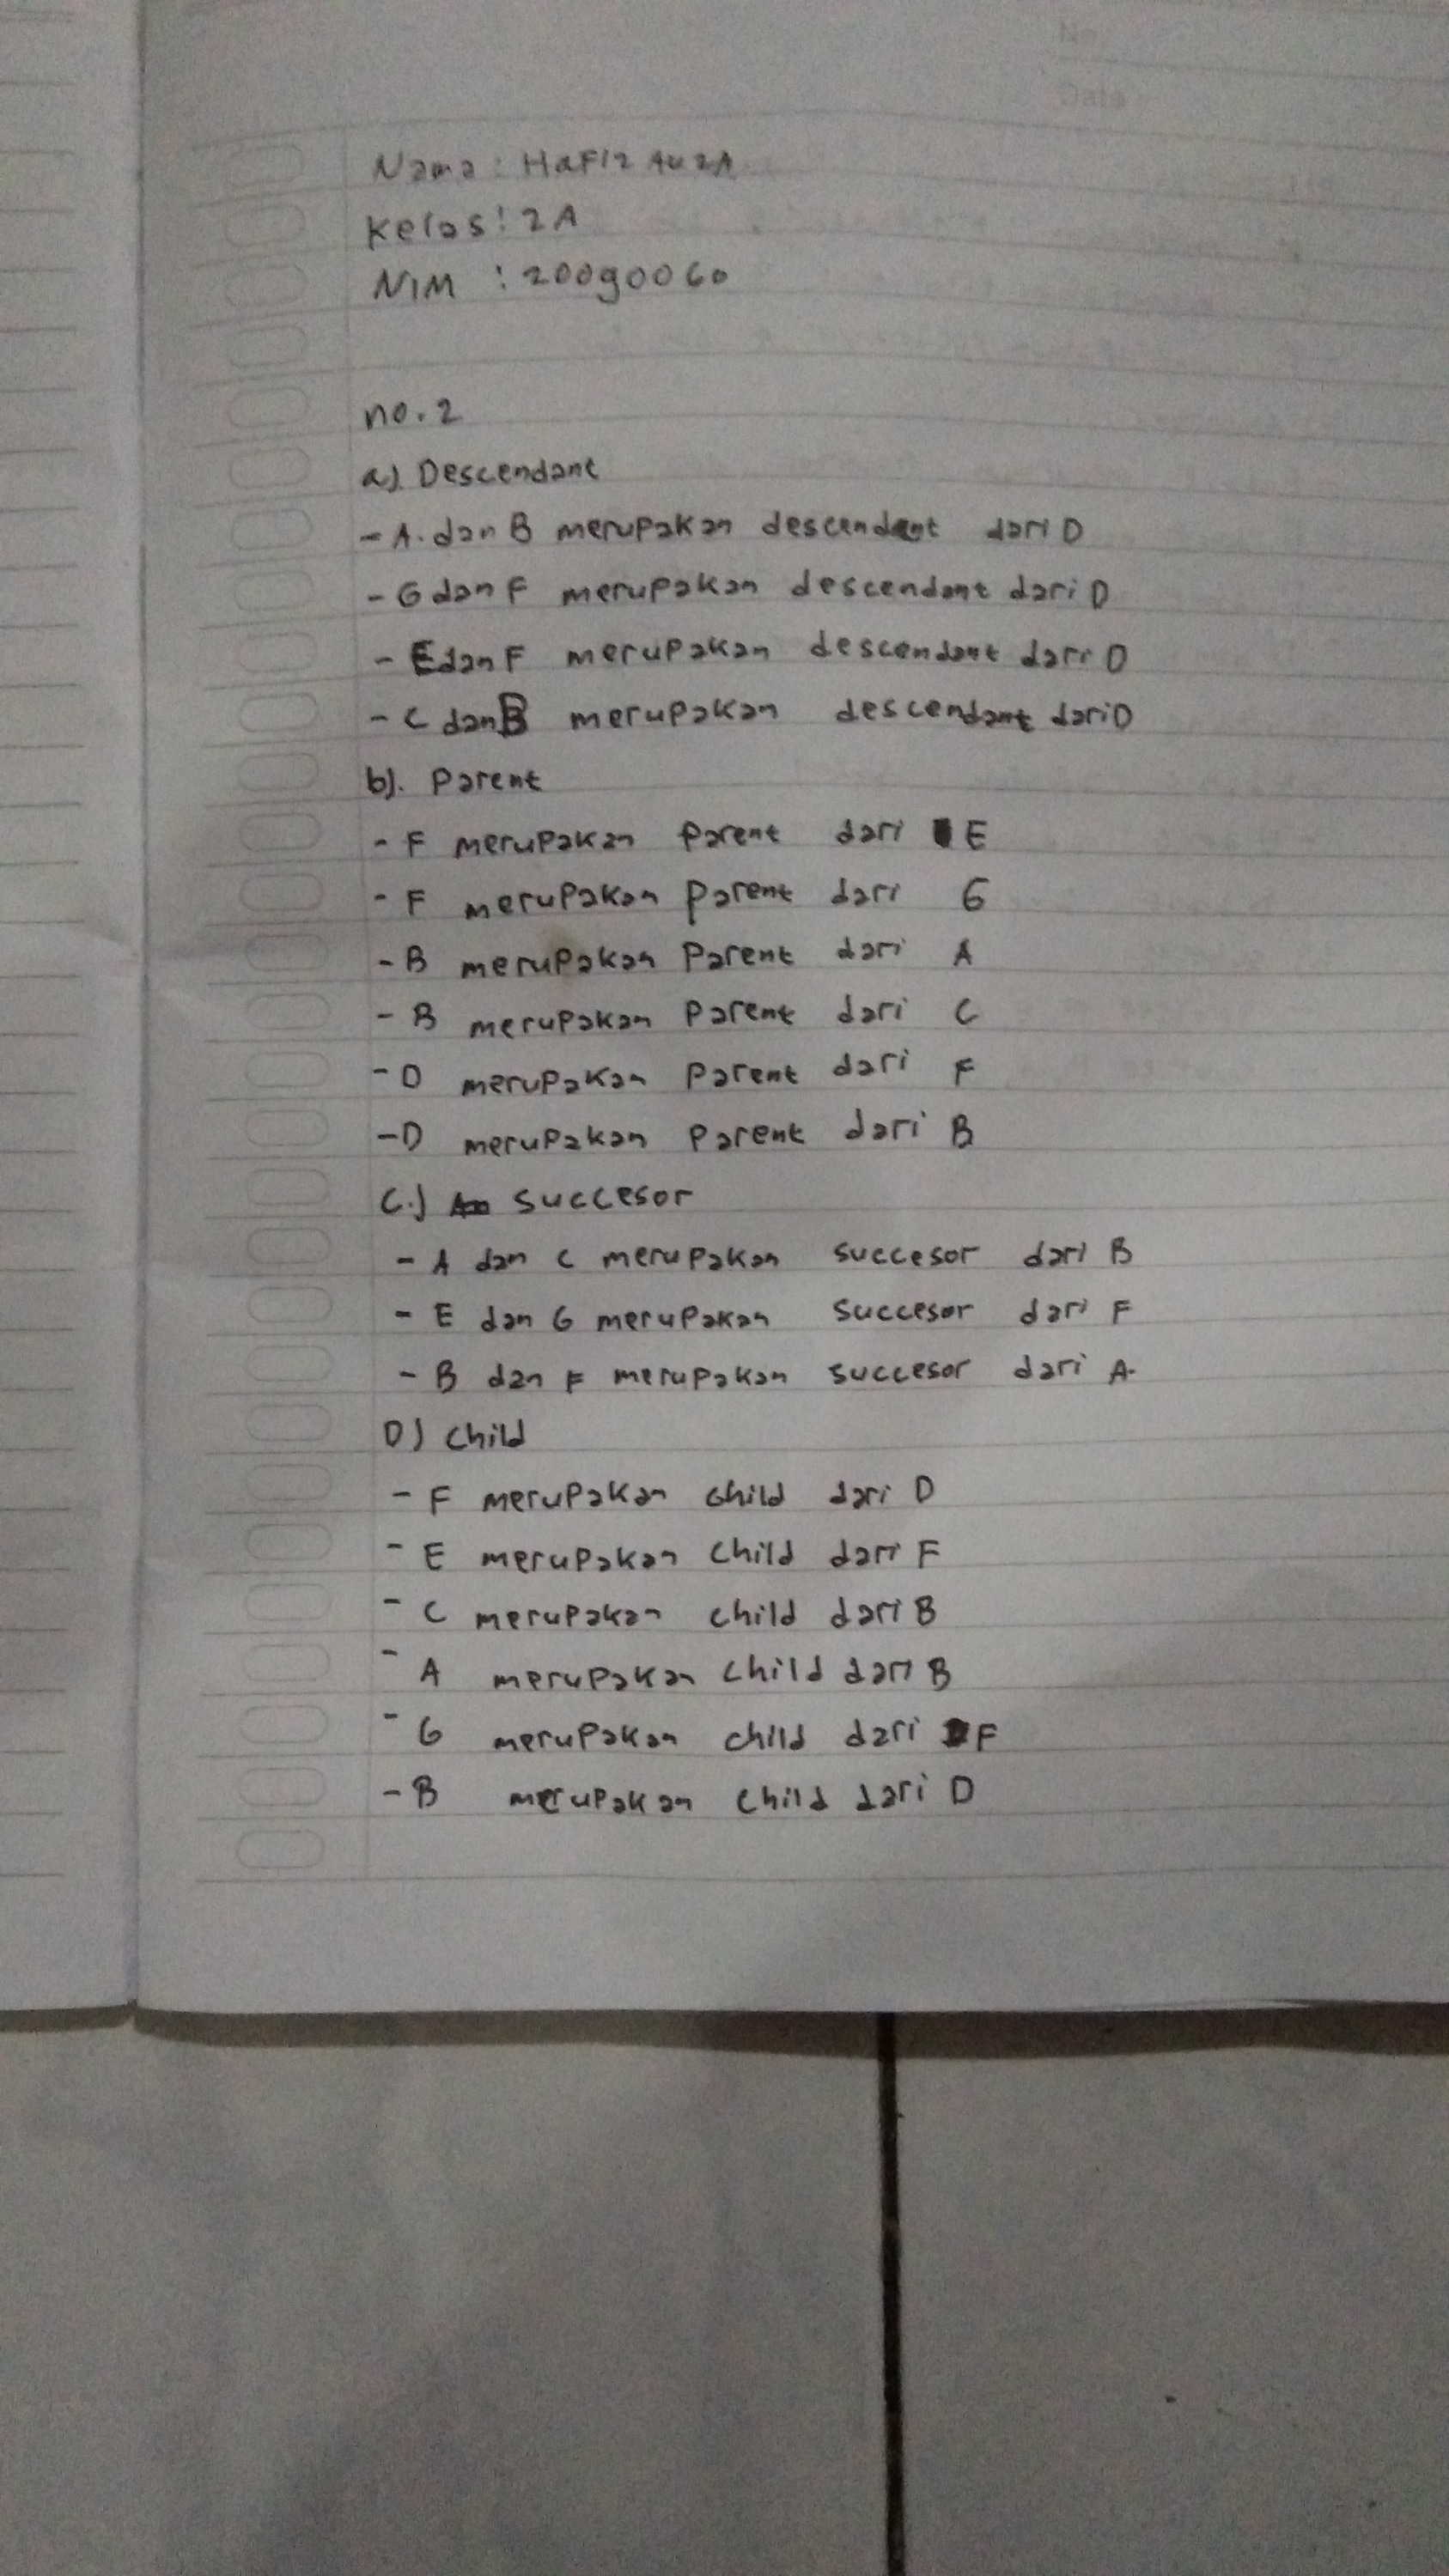 No
Date
Nama : HaFIz AuzA
Kelas : 2A
NIM : 20090060
no. 2
a). Descendant
- A. dan B merupakan descendent dari D
- G dan F merupakan descendant dari D
- E dan F merupakan descendant dari D
- C dan B merupakan descendant dari D
b). Parent
- F merupakan parent dari E
- F merupakan parent dari G
- B merupakan Parent dari A
- B merupakan Parent dari C
- D merupakan Parent dari F
- D merupakan Parent dari B
C.) Succesor
- A dan C merupakan succesor dari B
- E dan G merupakan succesor dari F
- B dan F merupakan succesor dari A.
D) Child
- F merupakan Child dari D
- E merupakan Child dari F
- C merupakan child dari B
- A merupakan Child dari B
- G merupakan child dari F
- B merupakan Child dari D